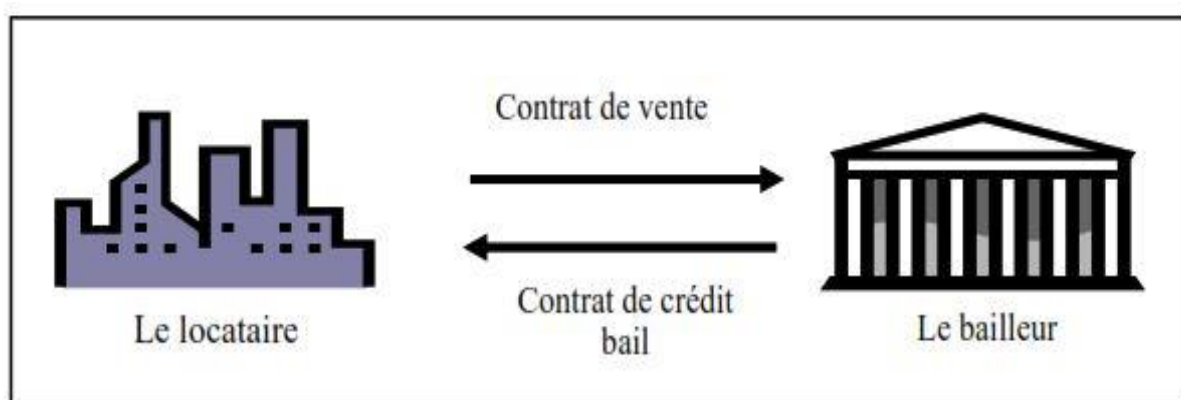 Contrat de vente
Contrat de crédit
bail
Le locataire
Le bailleur